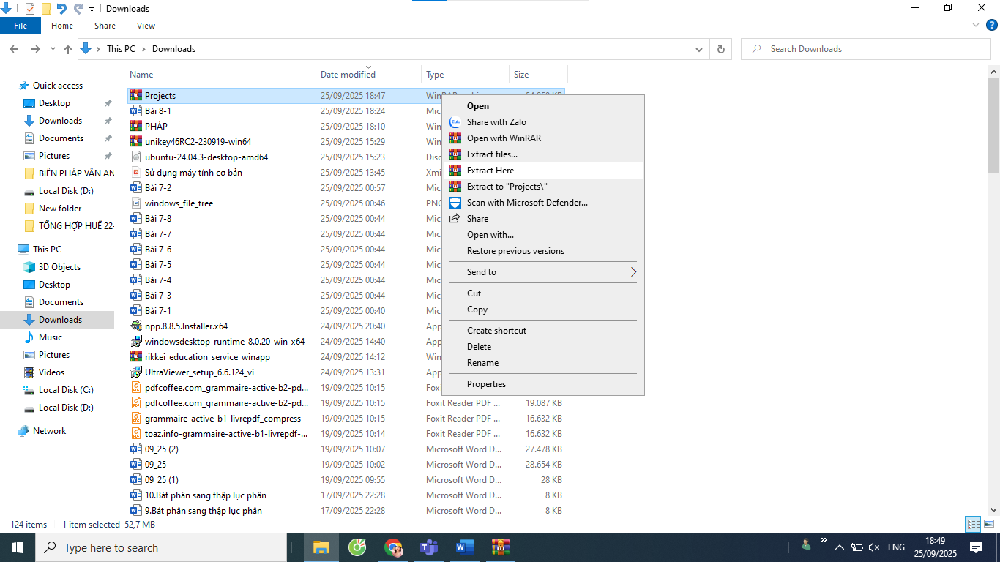 Downloads
File Home Share View
This PC Downloads
Search Downloads
Name Date modified Type Size
Quick access
Desktop
Downloads
Documents
Pictures
BIÊN PHÁP VÂN AN
Local Disk (D:)
New folder
TỔNG HỢP HUẾ 22-
This PC
3D Objects
Desktop
Documents
Downloads
Music
Pictures
Videos
Local Disk (C:)
Local Disk (D:)
Network
Projects 25/09/2025 18:47
Bài 8-1 25/09/2025 18:24 Mic
PHÁP 25/09/2025 18:10 Win
unikey46RC2-230919-win64 25/09/2025 15:29 Win
ubuntu-24.04.3-desktop-amd64 25/09/2025 15:23 Disc
Sử dụng máy tính cơ bản 25/09/2025 13:45 Xmi
Bài 7-2 25/09/2025 00:57 Mic
windows_file_tree 25/09/2025 00:46 PNG
Bài 7-8 25/09/2025 00:44 Mic
Bài 7-7 25/09/2025 00:44 Mic
Bài 7-6 25/09/2025 00:44 Mic
Bài 7-5 25/09/2025 00:44 Mic
Bài 7-4 25/09/2025 00:44 Mic
Bài 7-3 25/09/2025 00:44 Mic
Bài 7-1 25/09/2025 00:40 Mic
npp.8.8.5.Installer.x64 24/09/2025 20:40 App
windowsdesktop-runtime-8.0.20-win-x64 24/09/2025 14:40 App
rikkei_education_service_winapp 24/09/2025 14:12 Win
UltraViewer_setup_6.6.124_vi 24/09/2025 13:31 App
pdfcoffee.com_grammaire-active-b2-pd... 19/09/2025 10:15 Foxi
pdfcoffee.com_grammaire-active-b2-pd... 19/09/2025 10:15 Foxit Reader PDF ... 19.087 KB
grammaire-active-b1-livrepdf_compress 19/09/2025 10:15 Foxit Reader PDF ... 16.632 KB
toaz.info-grammaire-active-b1-livrepdf-... 19/09/2025 10:14 Foxit Reader PDF ... 16.632 KB
09_25 (2) 19/09/2025 10:07 Microsoft Word D... 27.478 KB
09_25 19/09/2025 10:02 Microsoft Word D... 28.654 KB
09_25 (1) 19/09/2025 09:55 Microsoft Word D... 28 KB
10.Bát phân sang thập lục phân 17/09/2025 22:28 Microsoft Word D... 8 KB
9.Bát phân sang thập lục phân 17/09/2025 22:28 Microsoft Word D... 8 KB
Open
Zalo Share with Zalo
Open with WinRAR
Extract files...
Extract Here
Extract to "Projects\"
Scan with Microsoft Defender...
Share
Open with...
Restore previous versions
Send to
Cut
Copy
Create shortcut
Delete
Rename
Properties
124 items 1 item selected 52,7 MB
Type here to search
ENG
18:49
25/09/2025